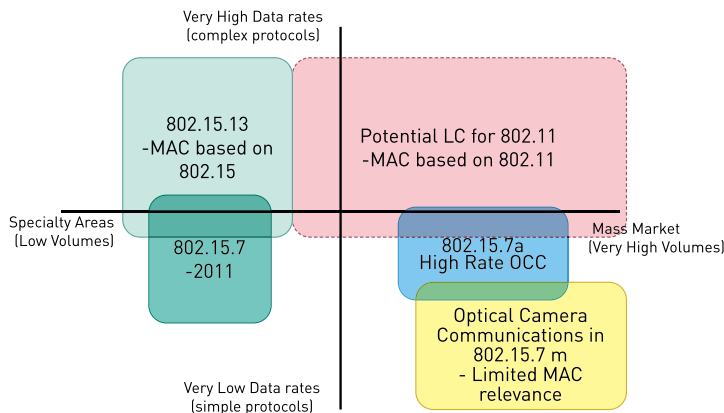 Very High Data rates
(complex protocols)
802.15.13
-MAC based on
802.15
Potential LC for 802.11
-MAC based on 802.11
Specialty Areas
(Low Volumes)
Mass Market
(Very High Volumes)
802.15.7
-2011
802.15.7a
High Rate OCC
Optical Camera
Communications in
802.15.7 m
- Limited MAC
relevance
Very Low Data rates
(simple protocols)